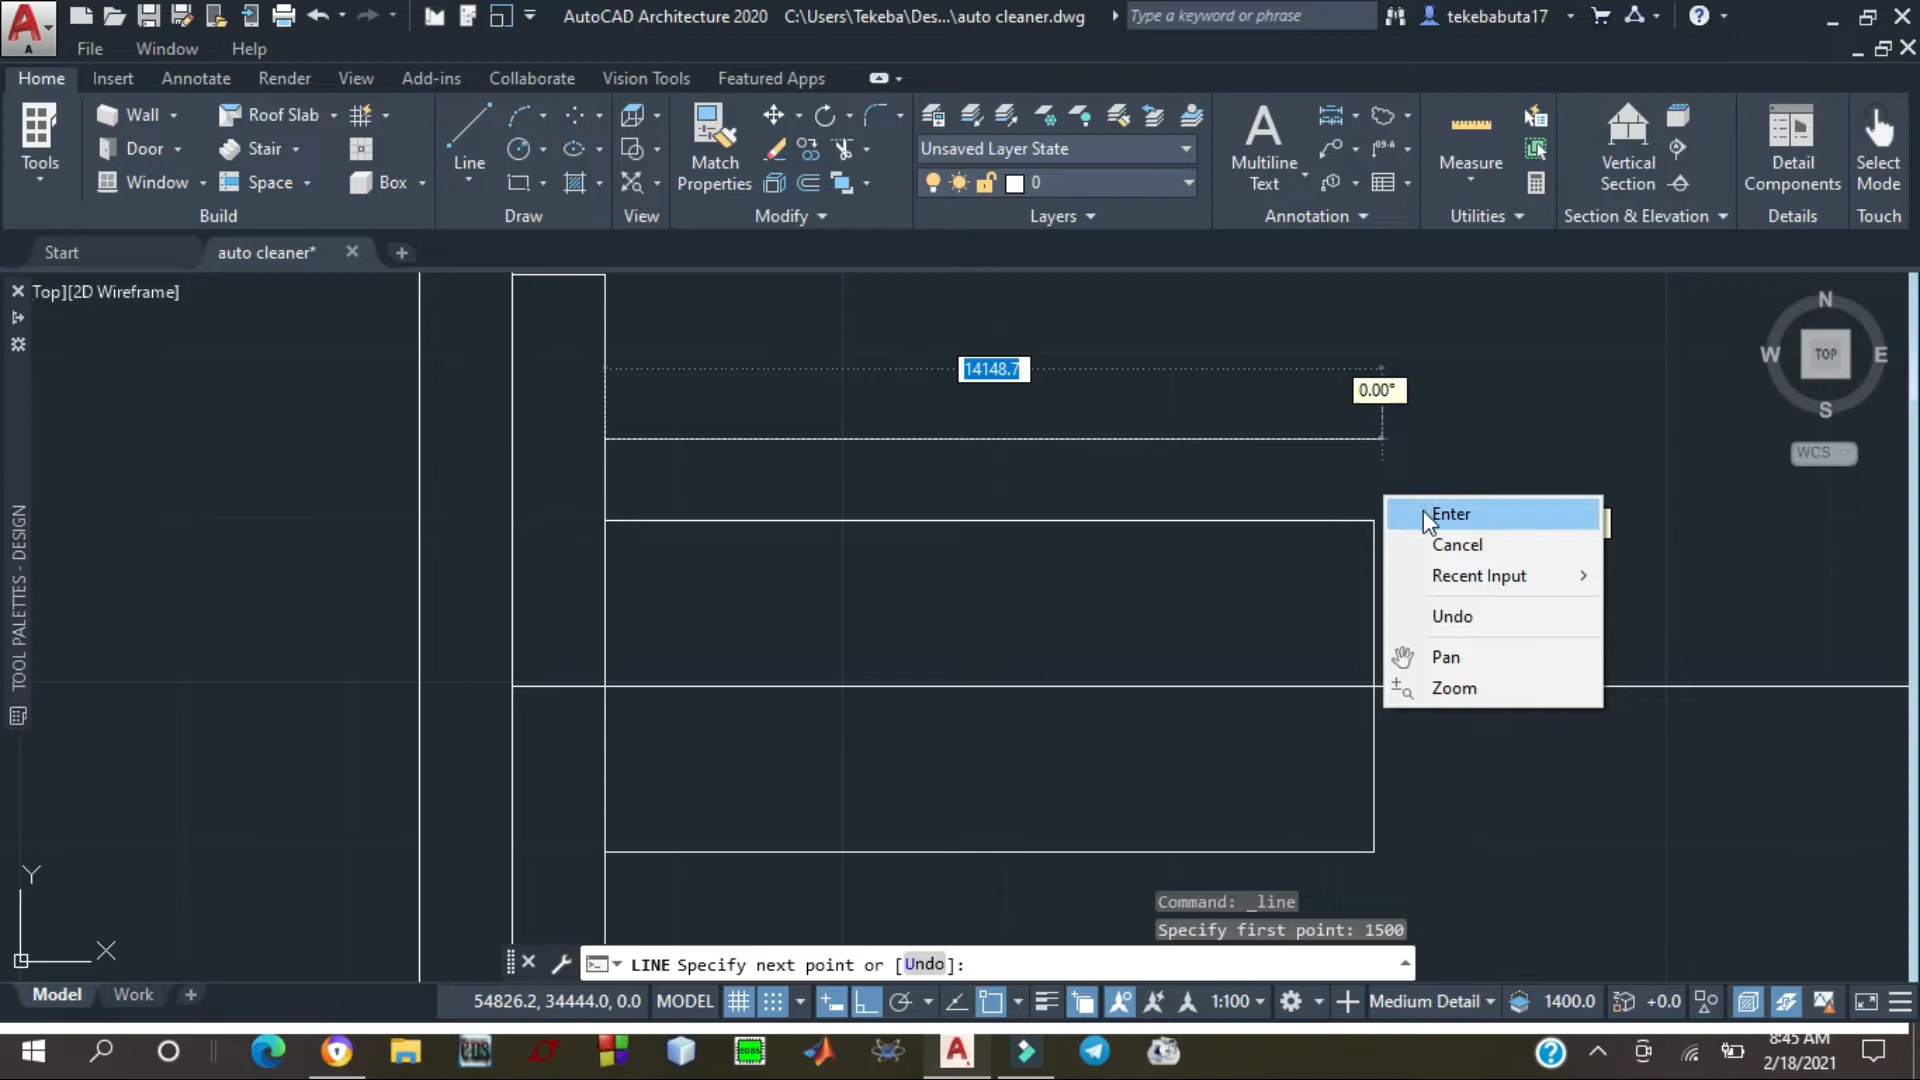 AutoCAD Architecture 2020 C:\Users\Tekeba\Des...\auto cleaner.dwg
Type a keyword or phrase
tekebabuta17
File Window Help
Home Insert Annotate Render View Add-ins Collaborate Vision Tools Featured Apps
Tools
Wall
Door
Window
Roof Slab
Stair
Space
Box
Build
Line
Draw
View
Match
Properties
Modify
Unsaved Layer State
0
Layers
Multiline
Text
Annotation
Measure
Utilities
Vertical
Section
Section & Elevation
Detail
Components
Details
Select
Mode
Touch
Start
auto cleaner*
Top][2D Wireframe]
N
W TOP E
S
WCS
14148.7
0.00°
Enter
Cancel
Recent Input
Undo
Pan
Zoom
TOOL PALETTES - DESIGN
Y
X
Command: _line
Specify first point: 1500
LINE Specify next point or [Undo]:
Model Work
54826.2, 34444.0, 0.0 MODEL 1:100 Medium Detail 1400.0 +0.0
8:45 AM
2/18/2021